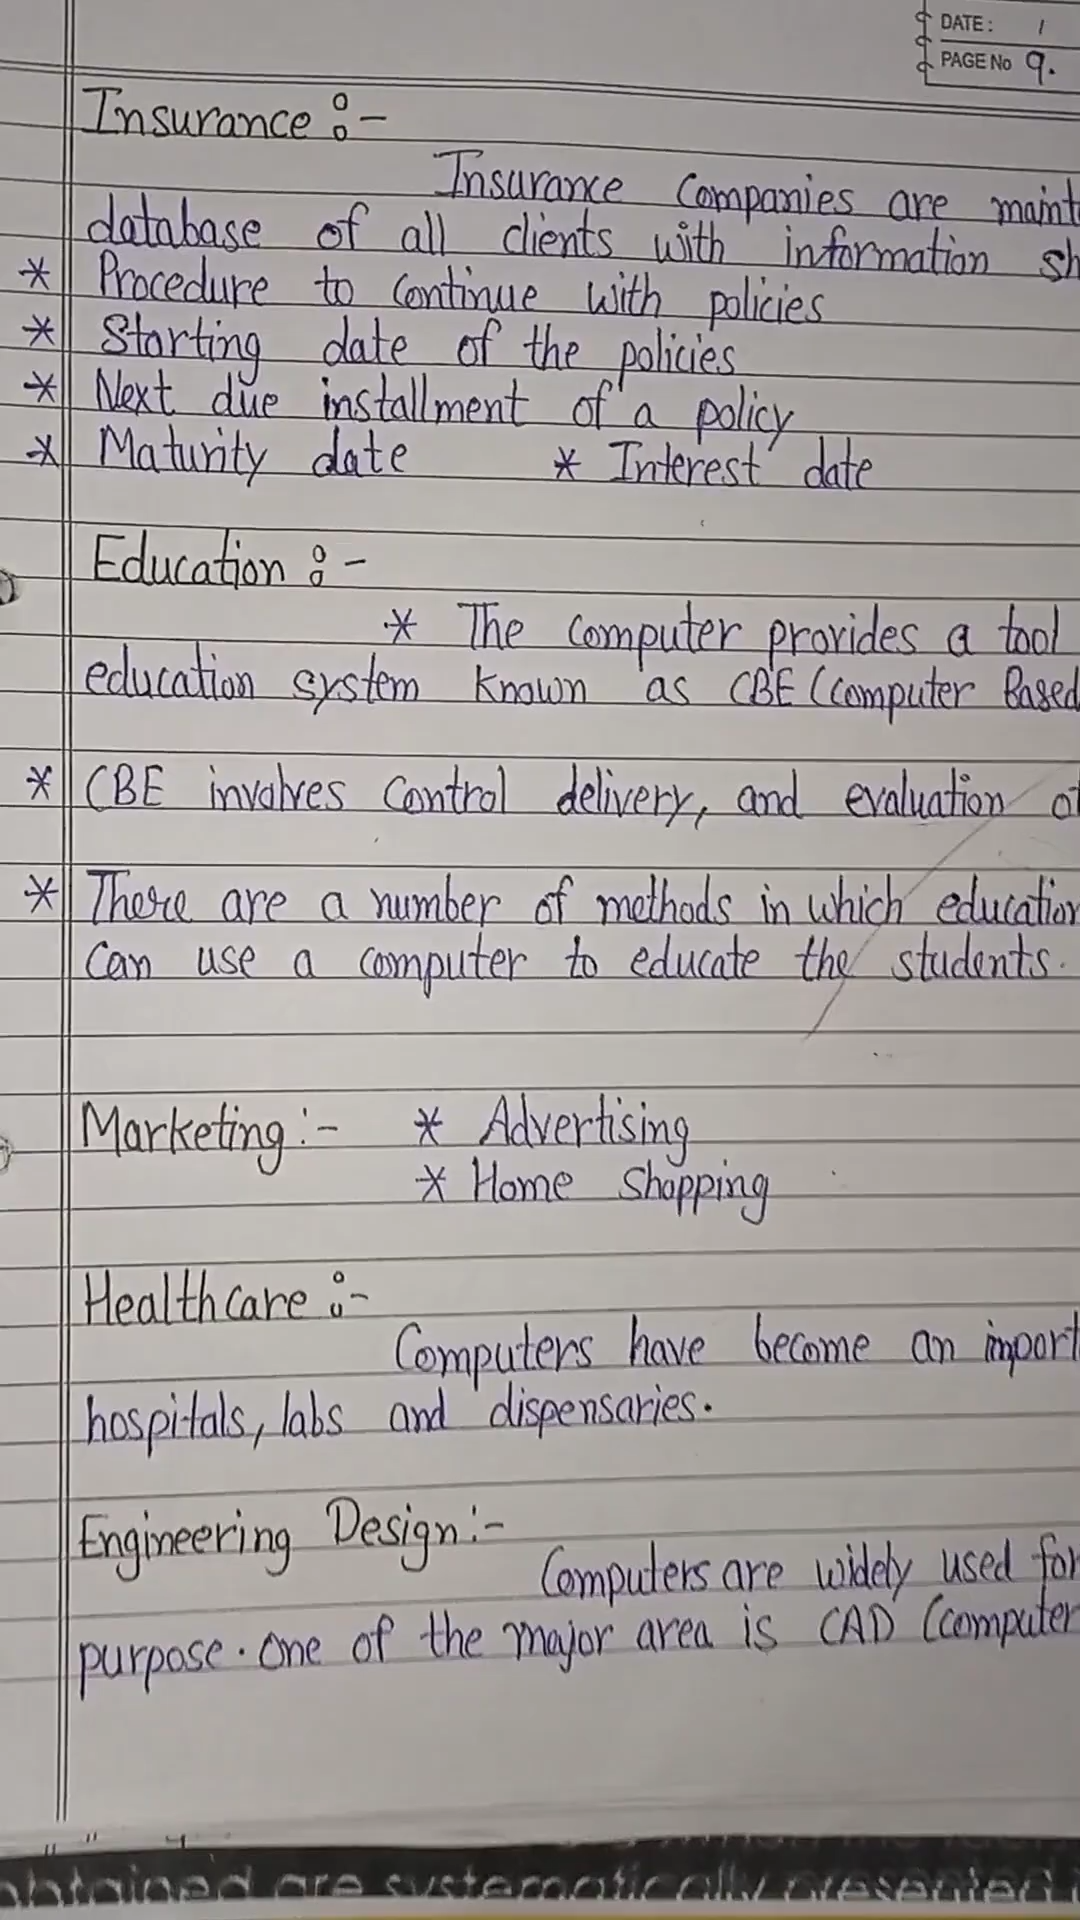 DATE: /
PAGE No 9.
Insurance :-
Insurance Companies are maint
database of all clients with information sh
* Procedure to continue with policies
* Starting date of the policies
* Next due installment of a policy
* Maturity date * Interest date
Education :-
* The computer provides a tool
education system known as CBE (computer Based
* CBE involves control delivery, and evaluation of
* There are a number of methods in which education
can use a computer to educate the students.
Marketing :- * Advertising
* Home Shopping
Healthcare :-
Computers have become an import
hospitals, labs and dispensaries.
Engineering Design :-
Computers are widely used for
purpose. one of the major area is CAD (computer
obtained are systematically presented